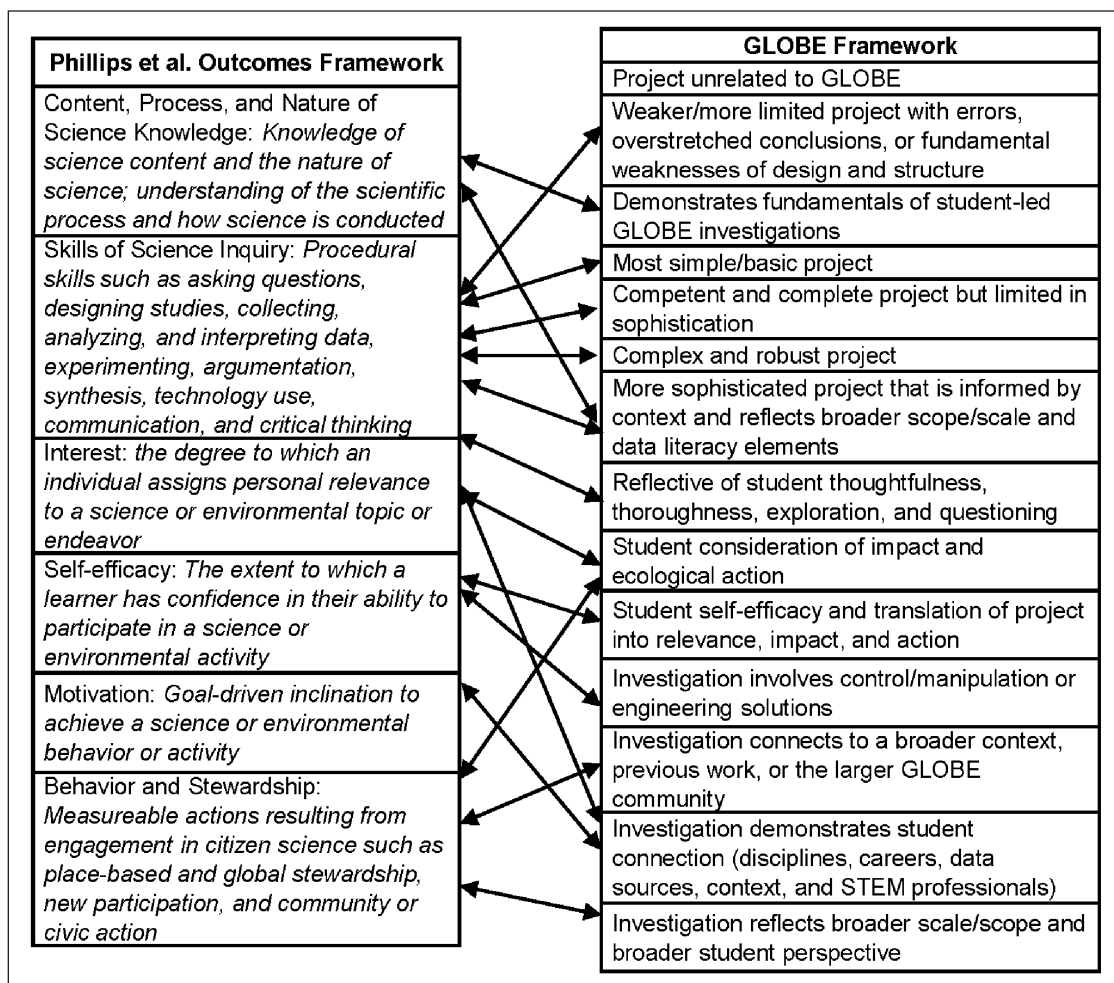 Phillips et al. Outcomes Framework
Content, Process, and Nature of
Science Knowledge: Knowledge of
science content and the nature of
science; understanding of the scientific
process and how science is conducted
Skills of Science Inquiry: Procedural
skills such as asking questions,
designing studies, collecting,
analyzing, and interpreting data,
experimenting, argumentation,
synthesis, technology use,
communication, and critical thinking
Interest: the degree to which an
individual assigns personal relevance
to a science or environmental topic or
endeavor
Self-efficacy: The extent to which a
learner has confidence in their ability to
participate in a science or
environmental activity
Motivation: Goal-driven inclination to
achieve a science or environmental
behavior or activity
Behavior and Stewardship:
Measureable actions resulting from
engagement in citizen science such as
place-based and global stewardship,
new participation, and community or
civic action
GLOBE Framework
Project unrelated to GLOBE
Weaker/more limited project with errors,
overstretched conclusions, or fundamental
weaknesses of design and structure
Demonstrates fundamentals of student-led
GLOBE investigations
Most simple/basic project
Competent and complete project but limited in
sophistication
Complex and robust project
More sophisticated project that is informed by
context and reflects broader scope/scale and
data literacy elements
Reflective of student thoughtfulness,
thoroughness, exploration, and questioning
Student consideration of impact and
ecological action
Student self-efficacy and translation of project
into relevance, impact, and action
Investigation involves control/manipulation or
engineering solutions
Investigation connects to a broader context,
previous work, or the larger GLOBE
community
Investigation demonstrates student
connection (disciplines, careers, data
sources, context, and STEM professionals)
Investigation reflects broader scale/scope and
broader student perspective